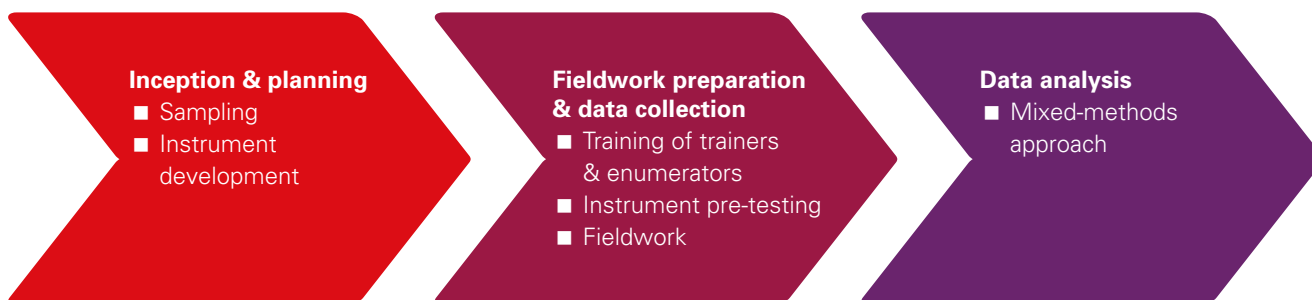 Inception & planning
■ Sampling
■ Instrument
development
Fieldwork preparation
& data collection
■ Training of trainers
& enumerators
■ Instrument pre-testing
■ Fieldwork
Data analysis
■ Mixed-methods
approach